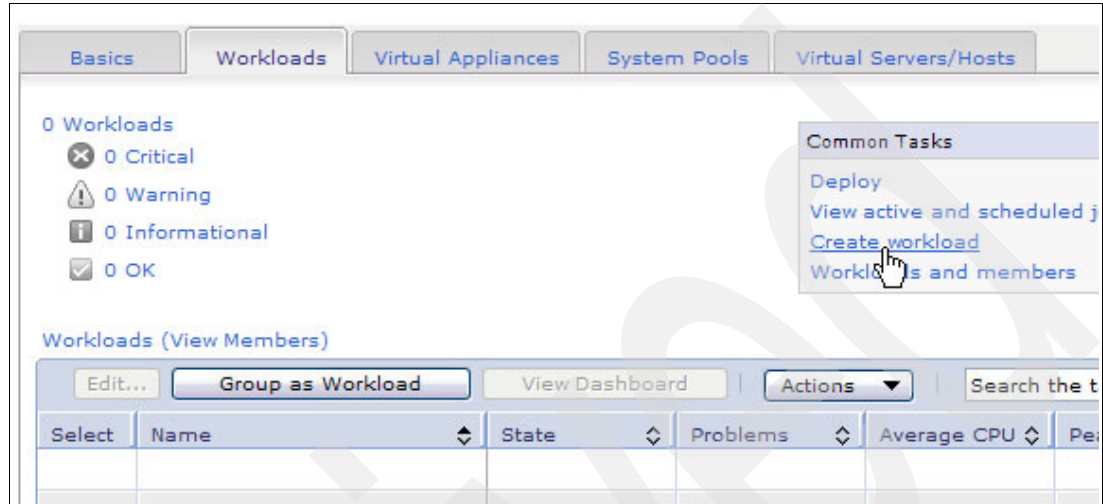 Basics Workloads Virtual Appliances System Pools Virtual Servers/Hosts
0 Workloads
0 Critical
0 Warning
0 Informational
0 OK
Common Tasks
Deploy
View active and scheduled j
Create workload
and members
Workloads (View Members)
Edit... Group as Workload View Dashboard Actions Search the t
Select Name State Problems Average CPU Pea